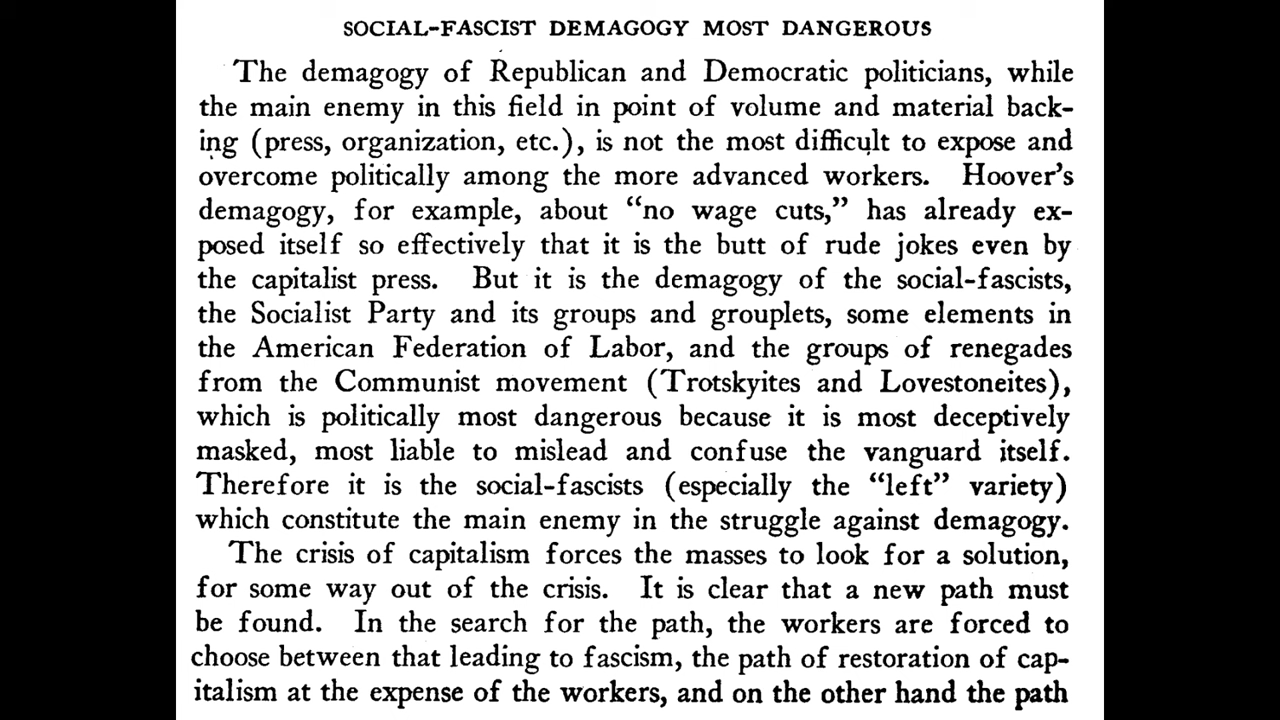 SOCIAL-FASCIST DEMAGOGY MOST DANGEROUS
The demagogy of Republican and Democratic politicians, while
the main enemy in this field in point of volume and material back-
ing (press, organization, etc.), is not the most difficult to expose and
overcome politically among the more advanced workers. Hoover's
demagogy, for example, about "no wage cuts," has already ex-
posed itself so effectively that it is the butt of rude jokes even by
the capitalist press. But it is the demagogy of the social-fascists,
the Socialist Party and its groups and grouplets, some elements in
the American Federation of Labor, and the groups of renegades
from the Communist movement (Trotskyites and Lovestoneites),
which is politically most dangerous because it is most deceptively
masked, most liable to mislead and confuse the vanguard itself.
Therefore it is the social-fascists (especially the "left" variety)
which constitute the main enemy in the struggle against demagogy.
The crisis of capitalism forces the masses to look for a solution,
for some way out of the crisis. It is clear that a new path must
be found. In the search for the path, the workers are forced to
choose between that leading to fascism, the path of restoration of cap-
italism at the expense of the workers, and on the other hand the path